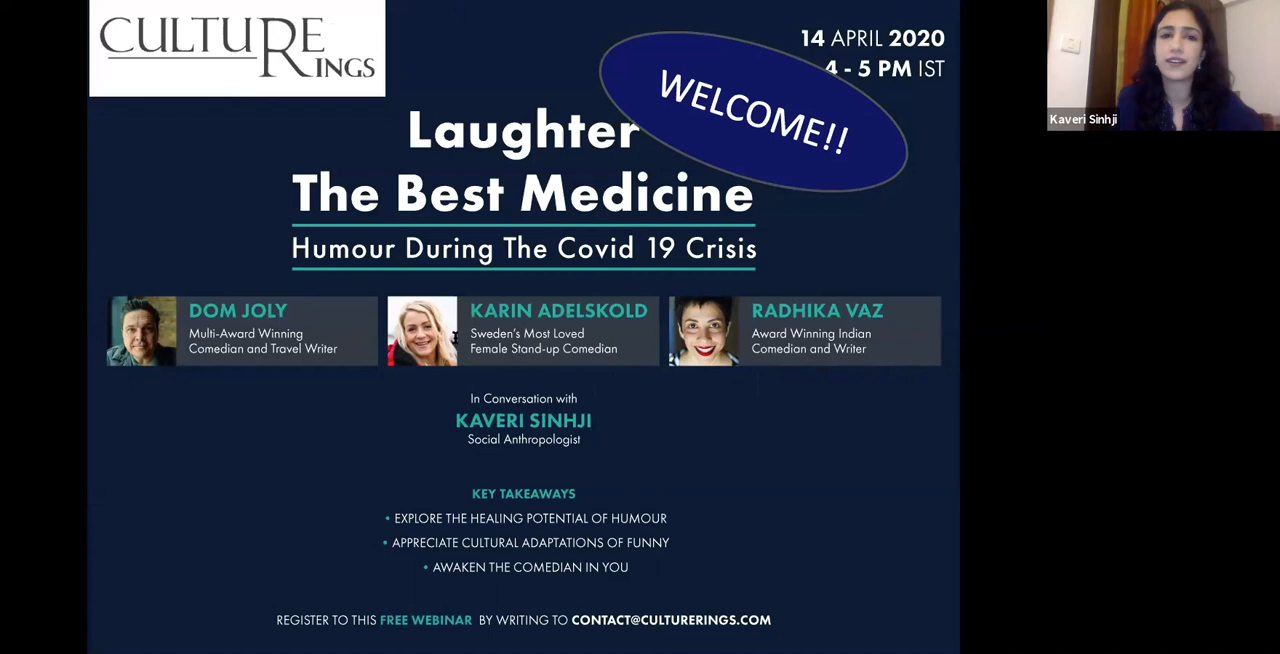 CULTURE RINGS
14 APRIL 2020
4 - 5 PM IST
WELCOME!!
Laughter
The Best Medicine
Humour During The Covid 19 Crisis
DOM JOLY
Multi-Award Winning
Comedian and Travel Writer
KARIN ADELSKOLD
Sweden's Most Loved
Female Stand-up Comedian
RADHIKA VAZ
Award Winning Indian
Comedian and Writer
In Conversation with
KAVERI SINHJI
Social Anthropologist
KEY TAKEAWAYS
• EXPLORE THE HEALING POTENTIAL OF HUMOUR
• APPRECIATE CULTURAL ADAPTATIONS OF FUNNY
• AWAKEN THE COMEDIAN IN YOU
REGISTER TO THIS FREE WEBINAR BY WRITING TO CONTACT@CULTURERINGS.COM
Kaveri Sinhji